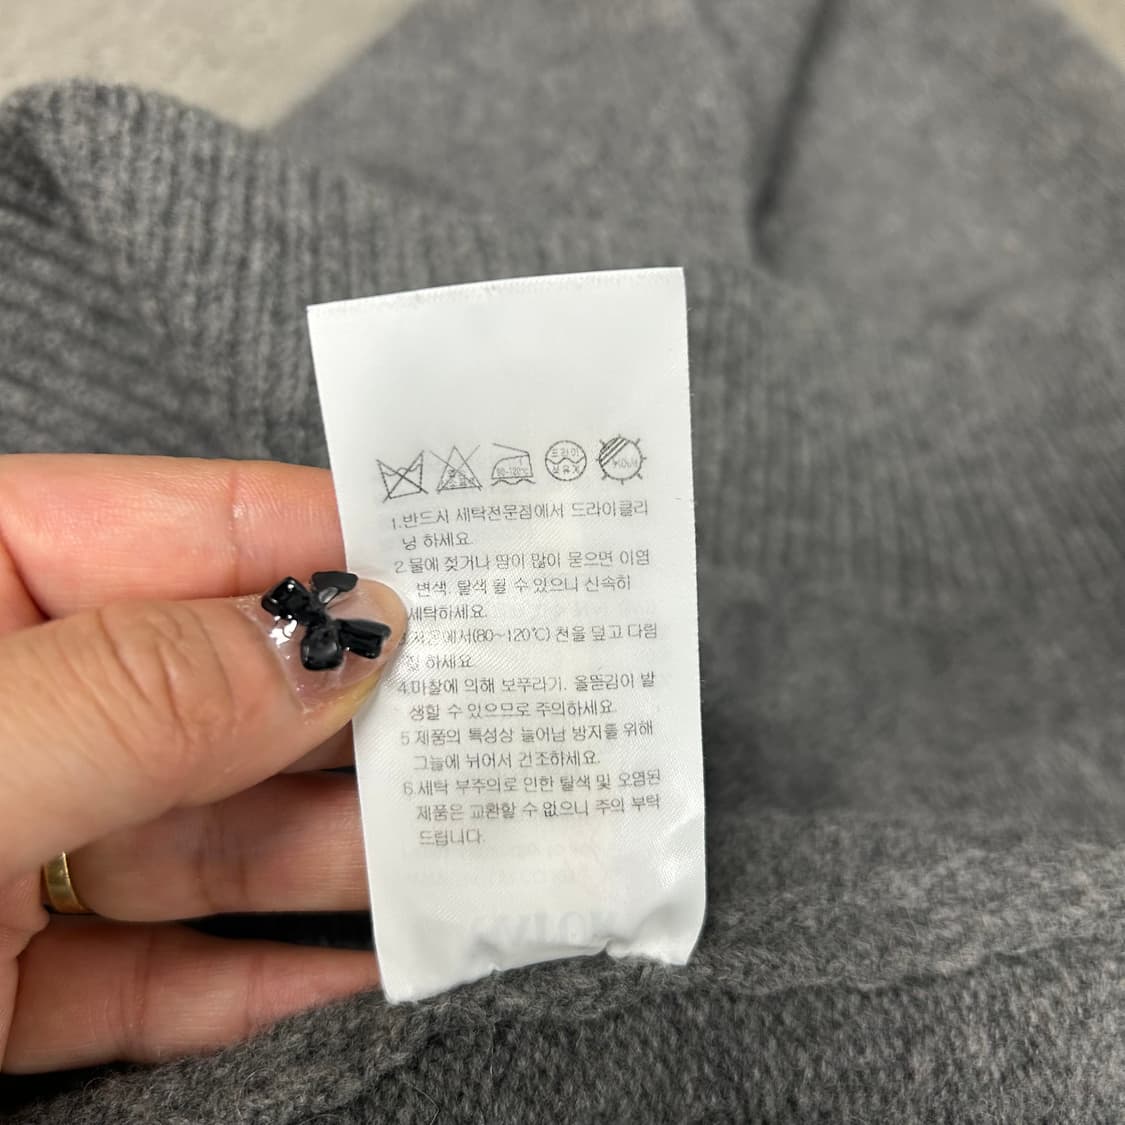 80~120℃
드라이
1.반드시 세탁전문점에서 드라이클리
닝 하세요.
2 물에 젖거나 땀이 많이 묻으면 이염
변색. 탈색 될 수 있으니 신속히
세탁하세요.
에서(80~120℃) 천을 덮고 다림
질 하세요
4.마찰에 의해 보푸라기. 올뜯김이 발
생할 수 있으므로 주의하세요.
5 제품의 특성상 늘어남 방지를 위해
그늘에 뉘어서 건조하세요.
6.세탁 부주의로 인한 탈색 및 오염된
제품은 교환할 수 없으니 주의 부탁
드립니다.